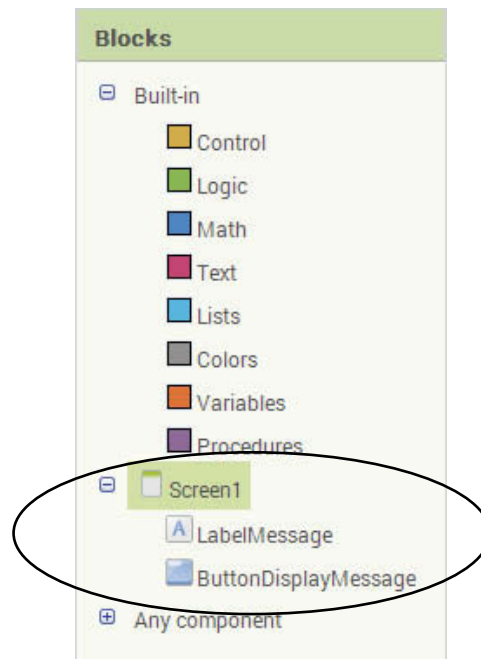 Blocks
Built-in
Control
Logic
Math
Text
Lists
Colors
Variables
Procedures
Screen1
A LabelMessage
ButtonDisplayMessage
Any component